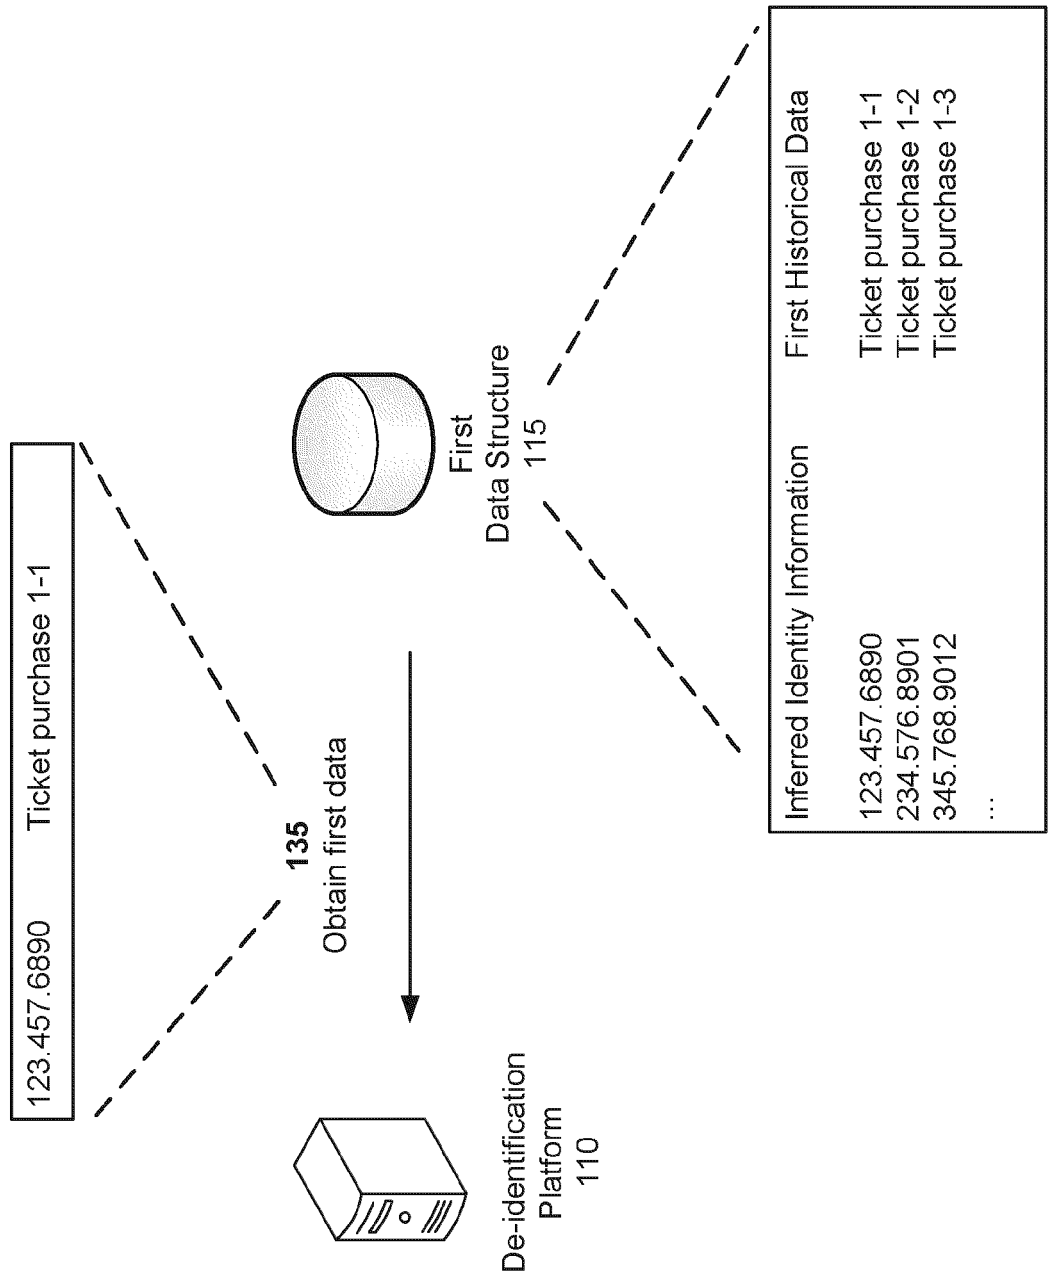 123.457.6890 Ticket purchase 1-1
135
Obtain first data
De-identification
Platform
110
First
Data Structure
115
Inferred Identity Information First Historical Data
123.457.6890 Ticket purchase 1-1
234.576.8901 Ticket purchase 1-2
345.768.9012 Ticket purchase 1-3
...